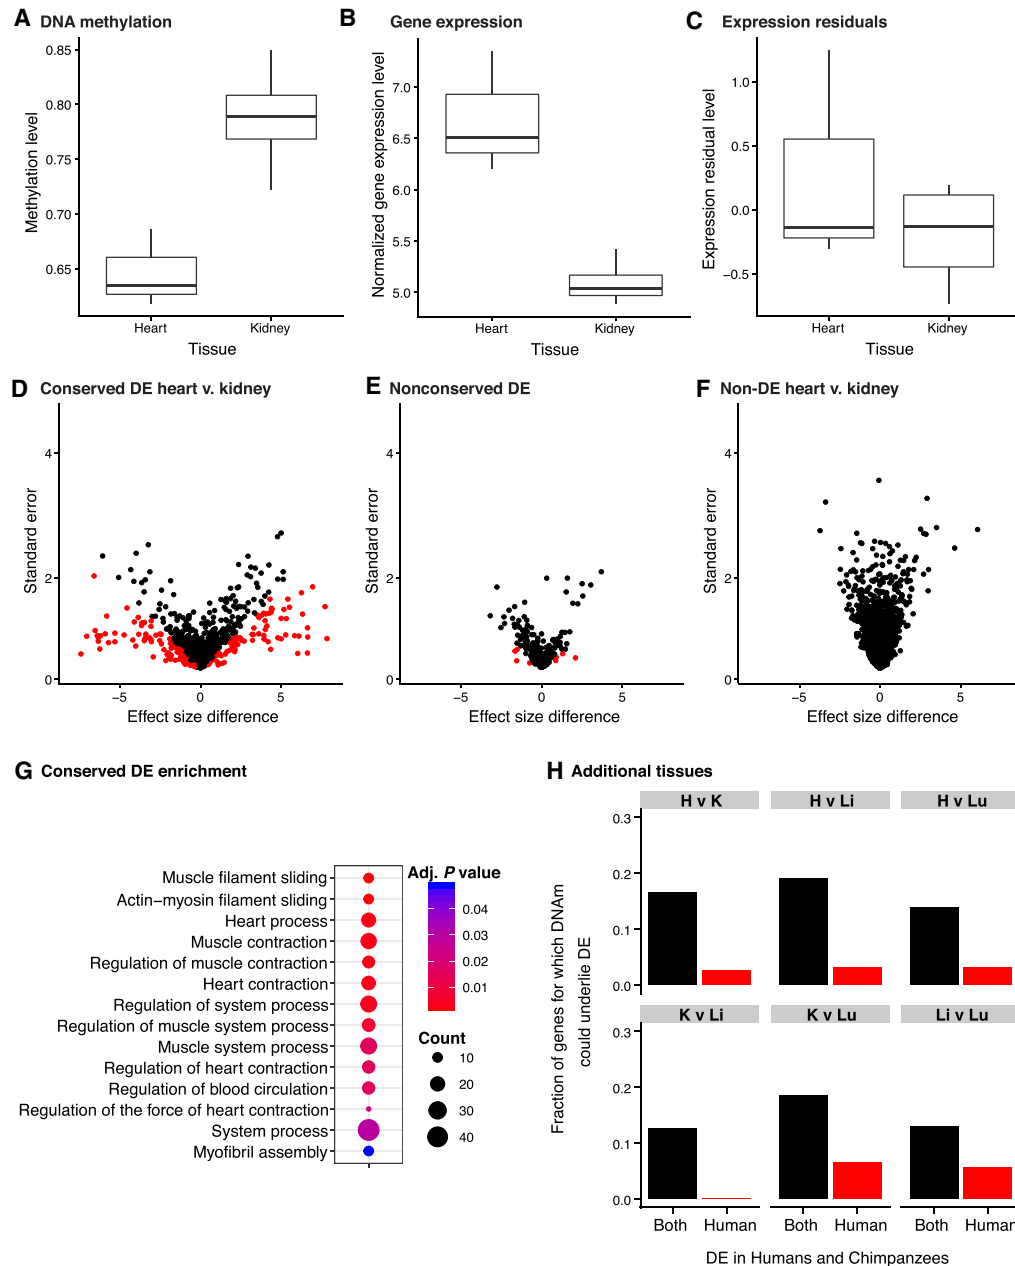 A DNA methylation
Methylation level
0.85
0.80
0.75
0.70
0.65
Heart
Kidney
Tissue
B Gene expression
Normalized gene expression level
7.0
6.5
6.0
5.5
5.0
Heart
Kidney
Tissue
C Expression residuals
Expression residual level
1.0
0.5
0.0
−0.5
Heart
Kidney
Tissue
D Conserved DE heart v. kidney
Standard error
4
2
0
−5
0
5
Effect size difference
E Nonconserved DE
Standard error
4
2
0
−5
0
5
Effect size difference
F Non-DE heart v. kidney
Standard error
4
2
0
−5
0
5
Effect size difference
G Conserved DE enrichment
Muscle filament sliding
Actin−myosin filament sliding
Heart process
Muscle contraction
Regulation of muscle contraction
Heart contraction
Regulation of system process
Regulation of muscle system process
Muscle system process
Regulation of heart contraction
Regulation of blood circulation
Regulation of the force of heart contraction
System process
Myofibril assembly
Adj. P value
0.04
0.03
0.02
0.01
Count
10
20
30
40
H Additional tissues
Fraction of genes for which DNAm
could underlie DE
H v K
H v Li
H v Lu
0.3
0.2
0.1
0.0
K v Li
K v Lu
Li v Lu
0.3
0.2
0.1
0.0
Both
Human
Both
Human
Both
Human
DE in Humans and Chimpanzees